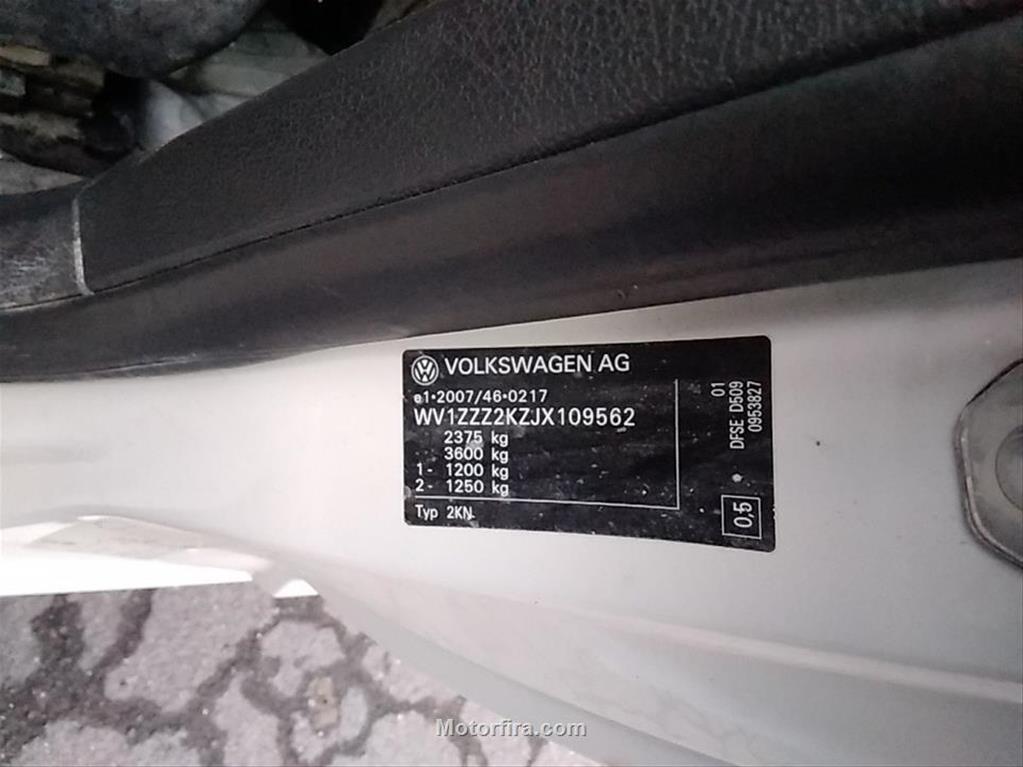 VOLKSWAGEN AG
e1*2007/46*0217
WV1ZZZ2KZJX109562
2375 kg
3600 kg
1- 1200 kg
2- 1250 kg
Typ 2KN
01
DFSE D509
0953827
0,5
Motorfira.com